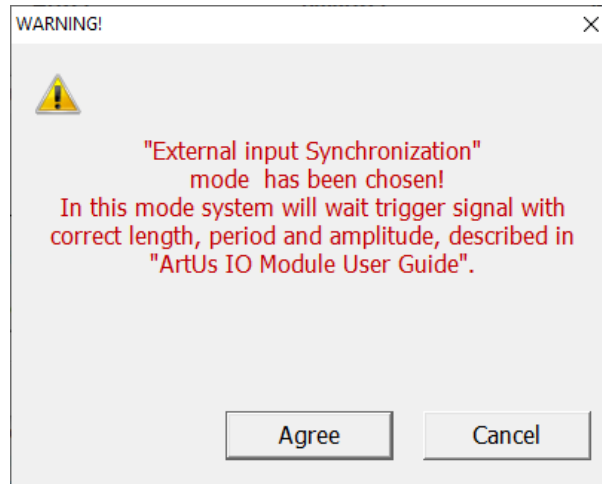 WARNING!
"External input Synchronization"
mode has been chosen!
In this mode system will wait trigger signal with
correct length, period and amplitude, described in
"ArtUs IO Module User Guide".
Agree
Cancel